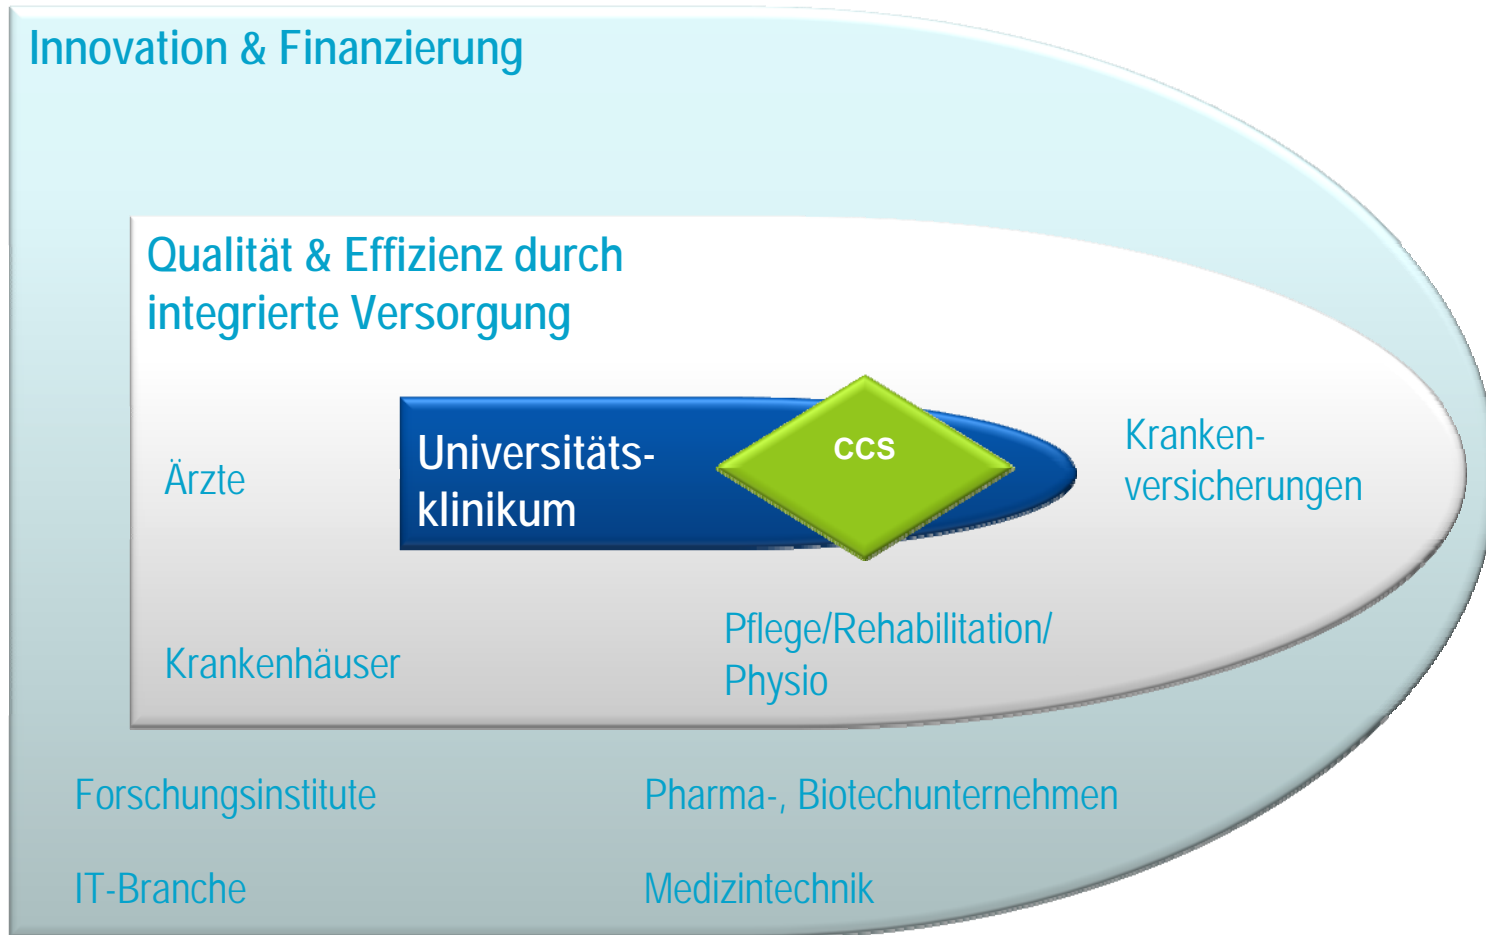 Innovation & Finanzierung
Qualität & Effizienz durch
integrierte Versorgung
Ärzte
Universitäts-
klinikum
CCS
Kranken-
versicherungen
Krankenhäuser
Pflege/Rehabilitation/
Physio
Forschungsinstitute
Pharma-, Biotechunternehmen
IT-Branche
Medizintechnik